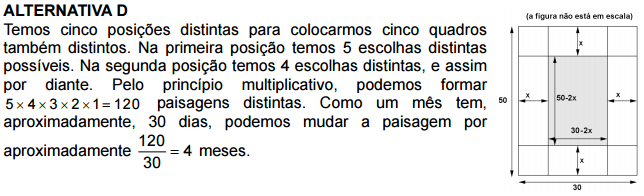 ALTERNATIVA D
Temos cinco posições distintas para colocarmos cinco quadros
também distintos. Na primeira posição temos 5 escolhas distintas
possíveis. Na segunda posição temos 4 escolhas distintas, e assim
por diante. Pelo princípio multiplicativo, podemos formar
5×4×3×2×1=120 paisagens distintas. Como um mês tem,
aproximadamente, 30 dias, podemos mudar a paisagem por
aproximadamente 120/30 = 4 meses.
(a figura não está em escala)
x
50-2x
50
x
x
30-2x
x
30